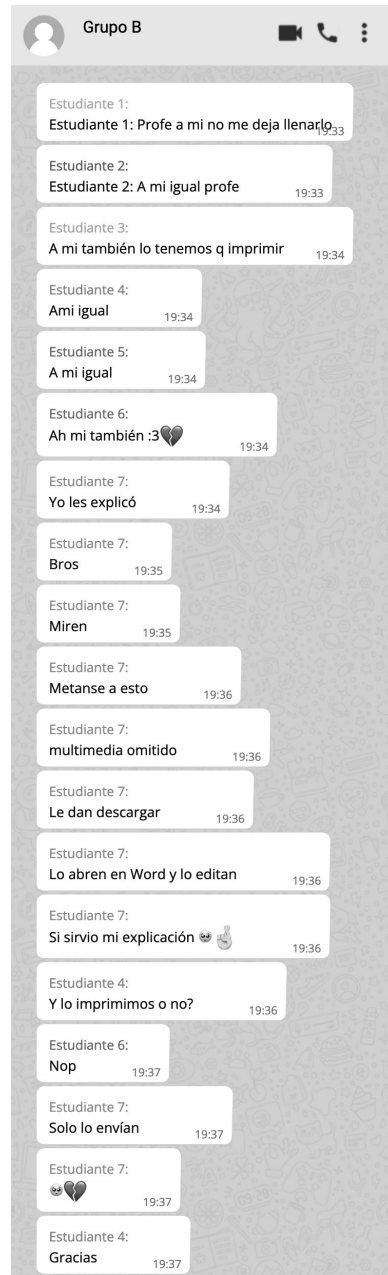 Grupo B
Estudiante 1:
Estudiante 1: Profe a mi no me deja llenarlo
19:33
Estudiante 2:
Estudiante 2: A mi igual profe
19:33
Estudiante 3:
A mi también lo tenemos q imprimir
19:34
Estudiante 4:
Ami igual
19:34
Estudiante 5:
A mi igual
19:34
Estudiante 6:
Ah mi también :3💔
19:34
Estudiante 7:
Yo les explicó
19:34
Estudiante 7:
Bros
19:35
Estudiante 7:
Miren
19:35
Estudiante 7:
Metanse a esto
19:36
Estudiante 7:
multimedia omitido
19:36
Estudiante 7:
Le dan descargar
19:36
Estudiante 7:
Lo abren en Word y lo editan
19:36
Estudiante 7:
Si sirvio mi explicación 🥺🤞
19:36
Estudiante 4:
Y lo imprimimos o no?
19:36
Estudiante 6:
Nop
19:37
Estudiante 7:
Solo lo envían
19:37
Estudiante 7:
🥺💔
19:37
Estudiante 4:
Gracias
19:37